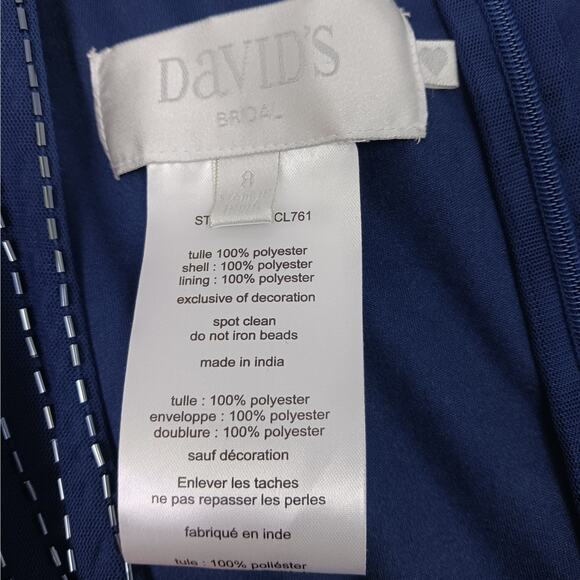 DaVID'S
BRIDAL
8
ST
CL761
tulle 100% polyester
shell : 100% polyester
lining : 100% polyester
exclusive of decoration
spot clean
do not iron beads
made in india
tulle : 100% polyester
enveloppe : 100% polyester
doublure : 100% polyester
sauf décoration
Enlever les taches
ne pas repasser les perles
fabriqué en inde
tule : 100% poliéster